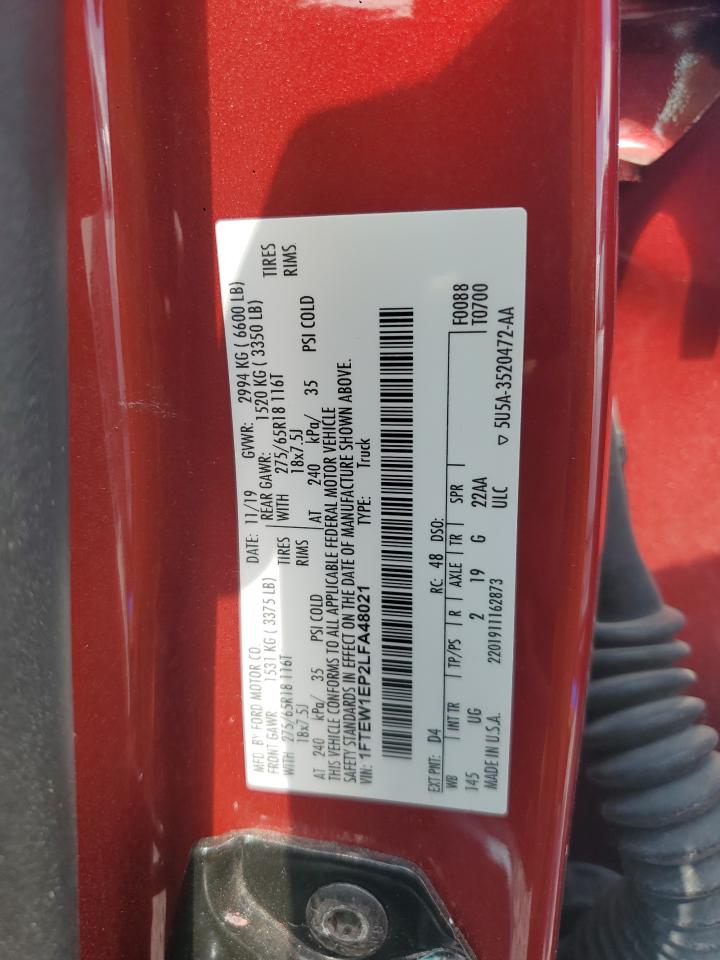 MFD. BY FORD MOTOR CO. DATE: 11/19 GVWR: 2994 KG ( 6600 LB)
FRONT GAWR: 1531 KG ( 3375 LB) REAR GAWR: 1520 KG ( 3350 LB)
WITH 275/65R18 116T TIRES WITH 275/65R18 116T TIRES
18x7.5J RIMS 18x7.5J RIMS
AT 240 kPa/ 35 PSI COLD AT 240 kPa/ 35 PSI COLD
THIS VEHICLE CONFORMS TO ALL APPLICABLE FEDERAL MOTOR VEHICLE
SAFETY STANDARDS IN EFFECT ON THE DATE OF MANUFACTURE SHOWN ABOVE.
VIN: 1FTEW1EP2LFA48021 TYPE: Truck
EXT PNT: D4 RC: 48 DSO: F0088
WB INT TR TP/PS R AXLE TR SPR T0700
145 UG 2 19 G 22AA
MADE IN U.S.A. 2201911162873 ULC ▽ 5U5A-3520472-AA